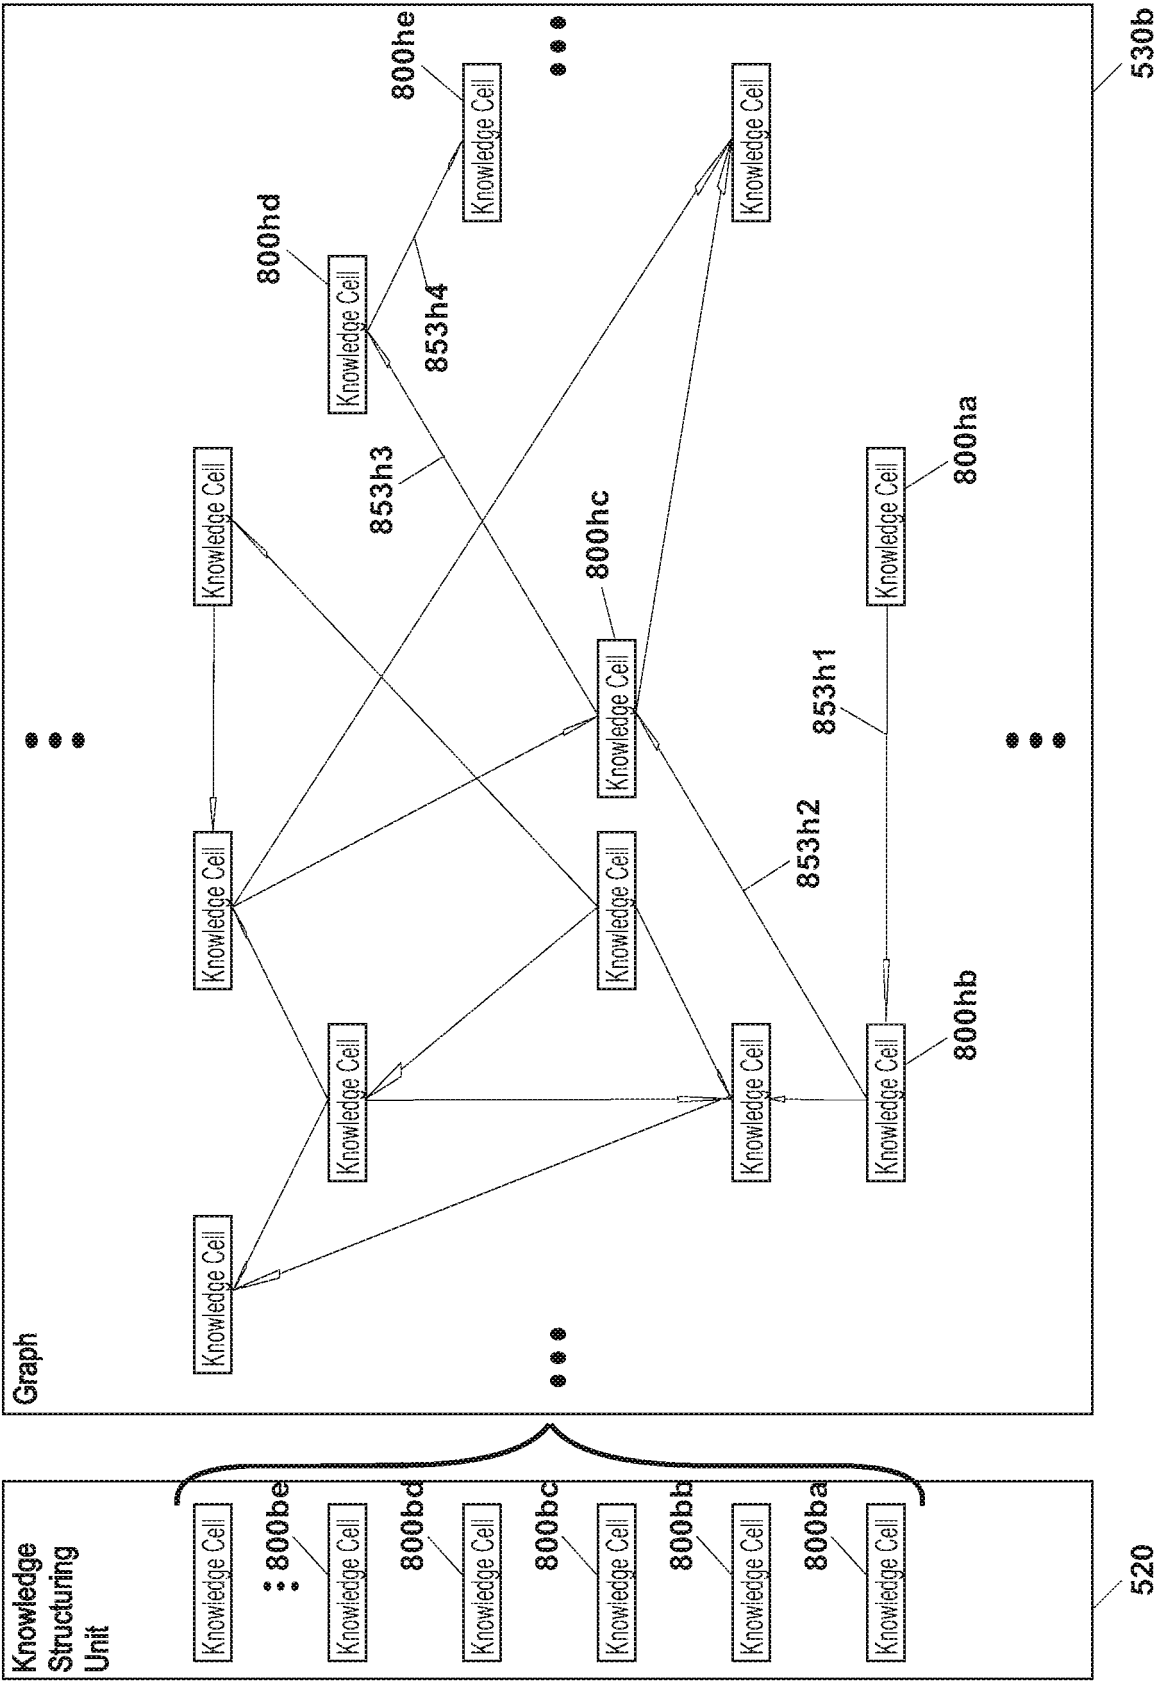 Knowledge
Structuring
Unit
Knowledge Cell
800be
Knowledge Cell
800bd
Knowledge Cell
800bc
Knowledge Cell
800bb
Knowledge Cell
800ba
Knowledge Cell
520
Graph
Knowledge Cell
Knowledge Cell
Knowledge Cell
800hd
Knowledge Cell
Knowledge Cell
853h3
800he
853h4
Knowledge Cell
800hc
Knowledge Cell
Knowledge Cell
Knowledge Cell
Knowledge Cell
853h2
853h1
Knowledge Cell
Knowledge Cell
800hb
800ha
530b